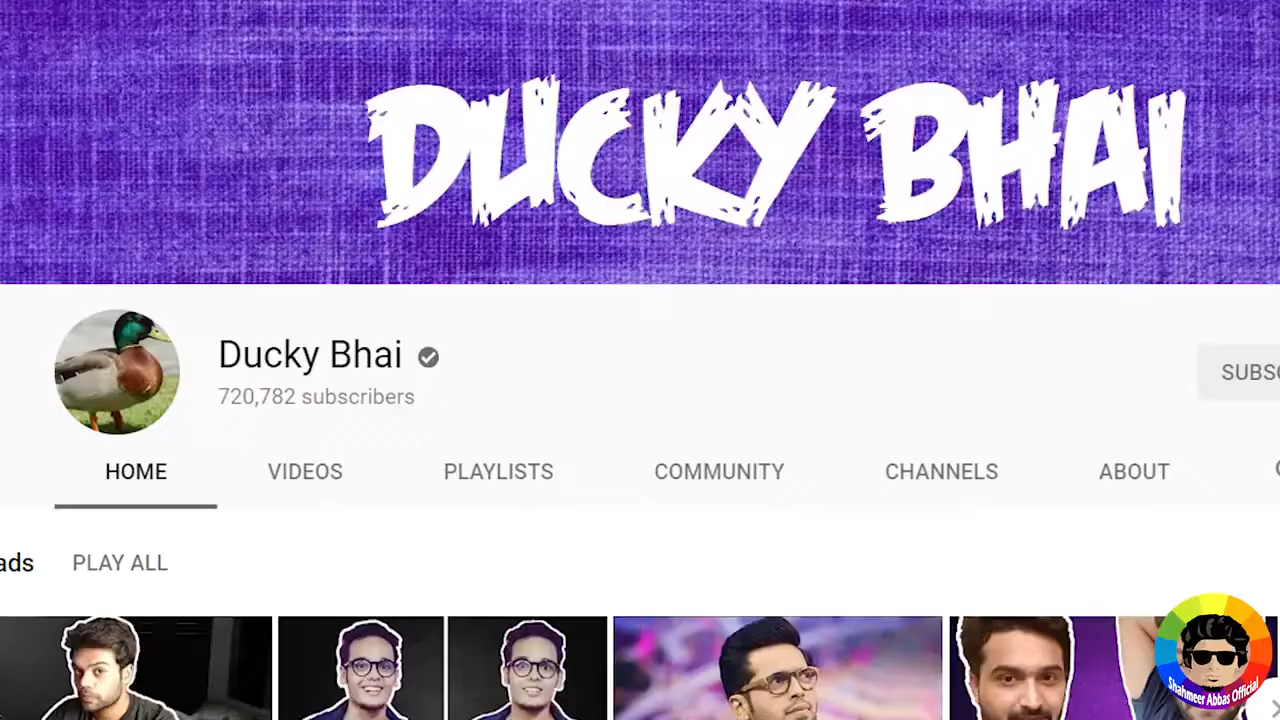 DUCKY BHAI
Ducky Bhai
720,782 subscribers
SUBSC
HOME
VIDEOS
PLAYLISTS
COMMUNITY
CHANNELS
ABOUT
ads
PLAY ALL
Shahmeer Abbas Official